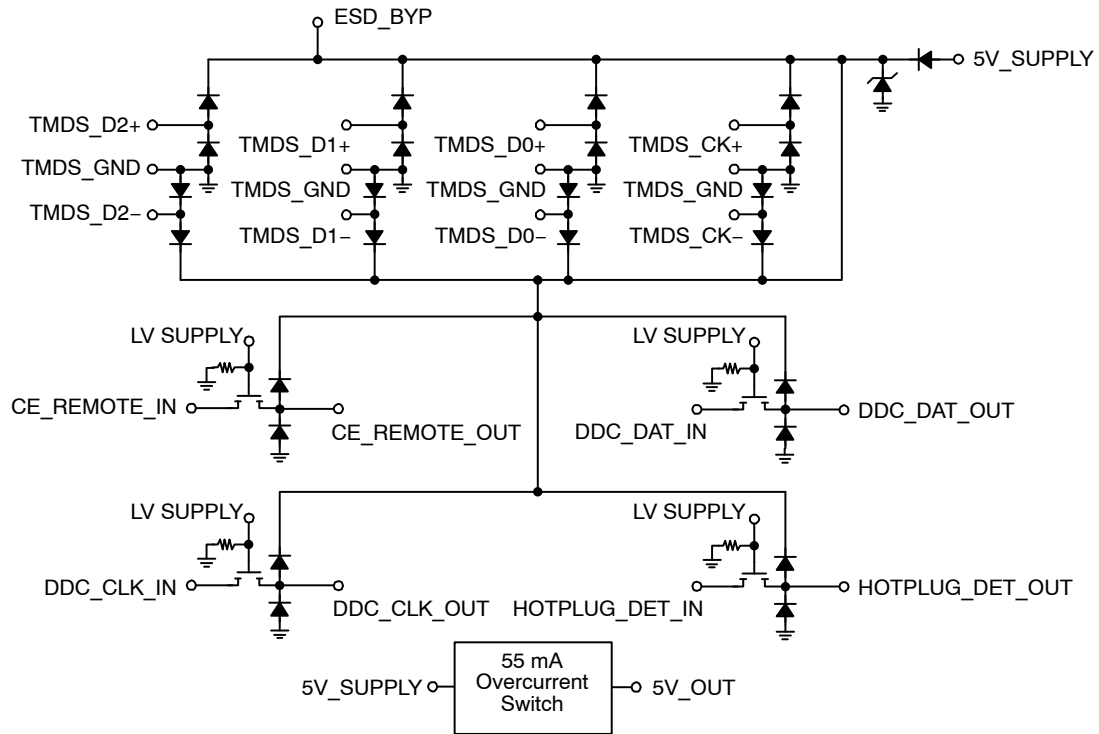 ESD_BYP
5V_SUPPLY
TMDS_D2+
TMDS_D1+
TMDS_D0+
TMDS_CK+
TMDS_GND
TMDS_GND
TMDS_GND
TMDS_GND
TMDS_D2−
TMDS_D1−
TMDS_D0−
TMDS_CK−
LV SUPPLY
LV SUPPLY
CE_REMOTE_IN
CE_REMOTE_OUT
DDC_DAT_IN
DDC_DAT_OUT
LV SUPPLY
LV SUPPLY
DDC_CLK_IN
DDC_CLK_OUT
HOTPLUG_DET_IN
HOTPLUG_DET_OUT
5V_SUPPLY
55 mA
Overcurrent
Switch
5V_OUT